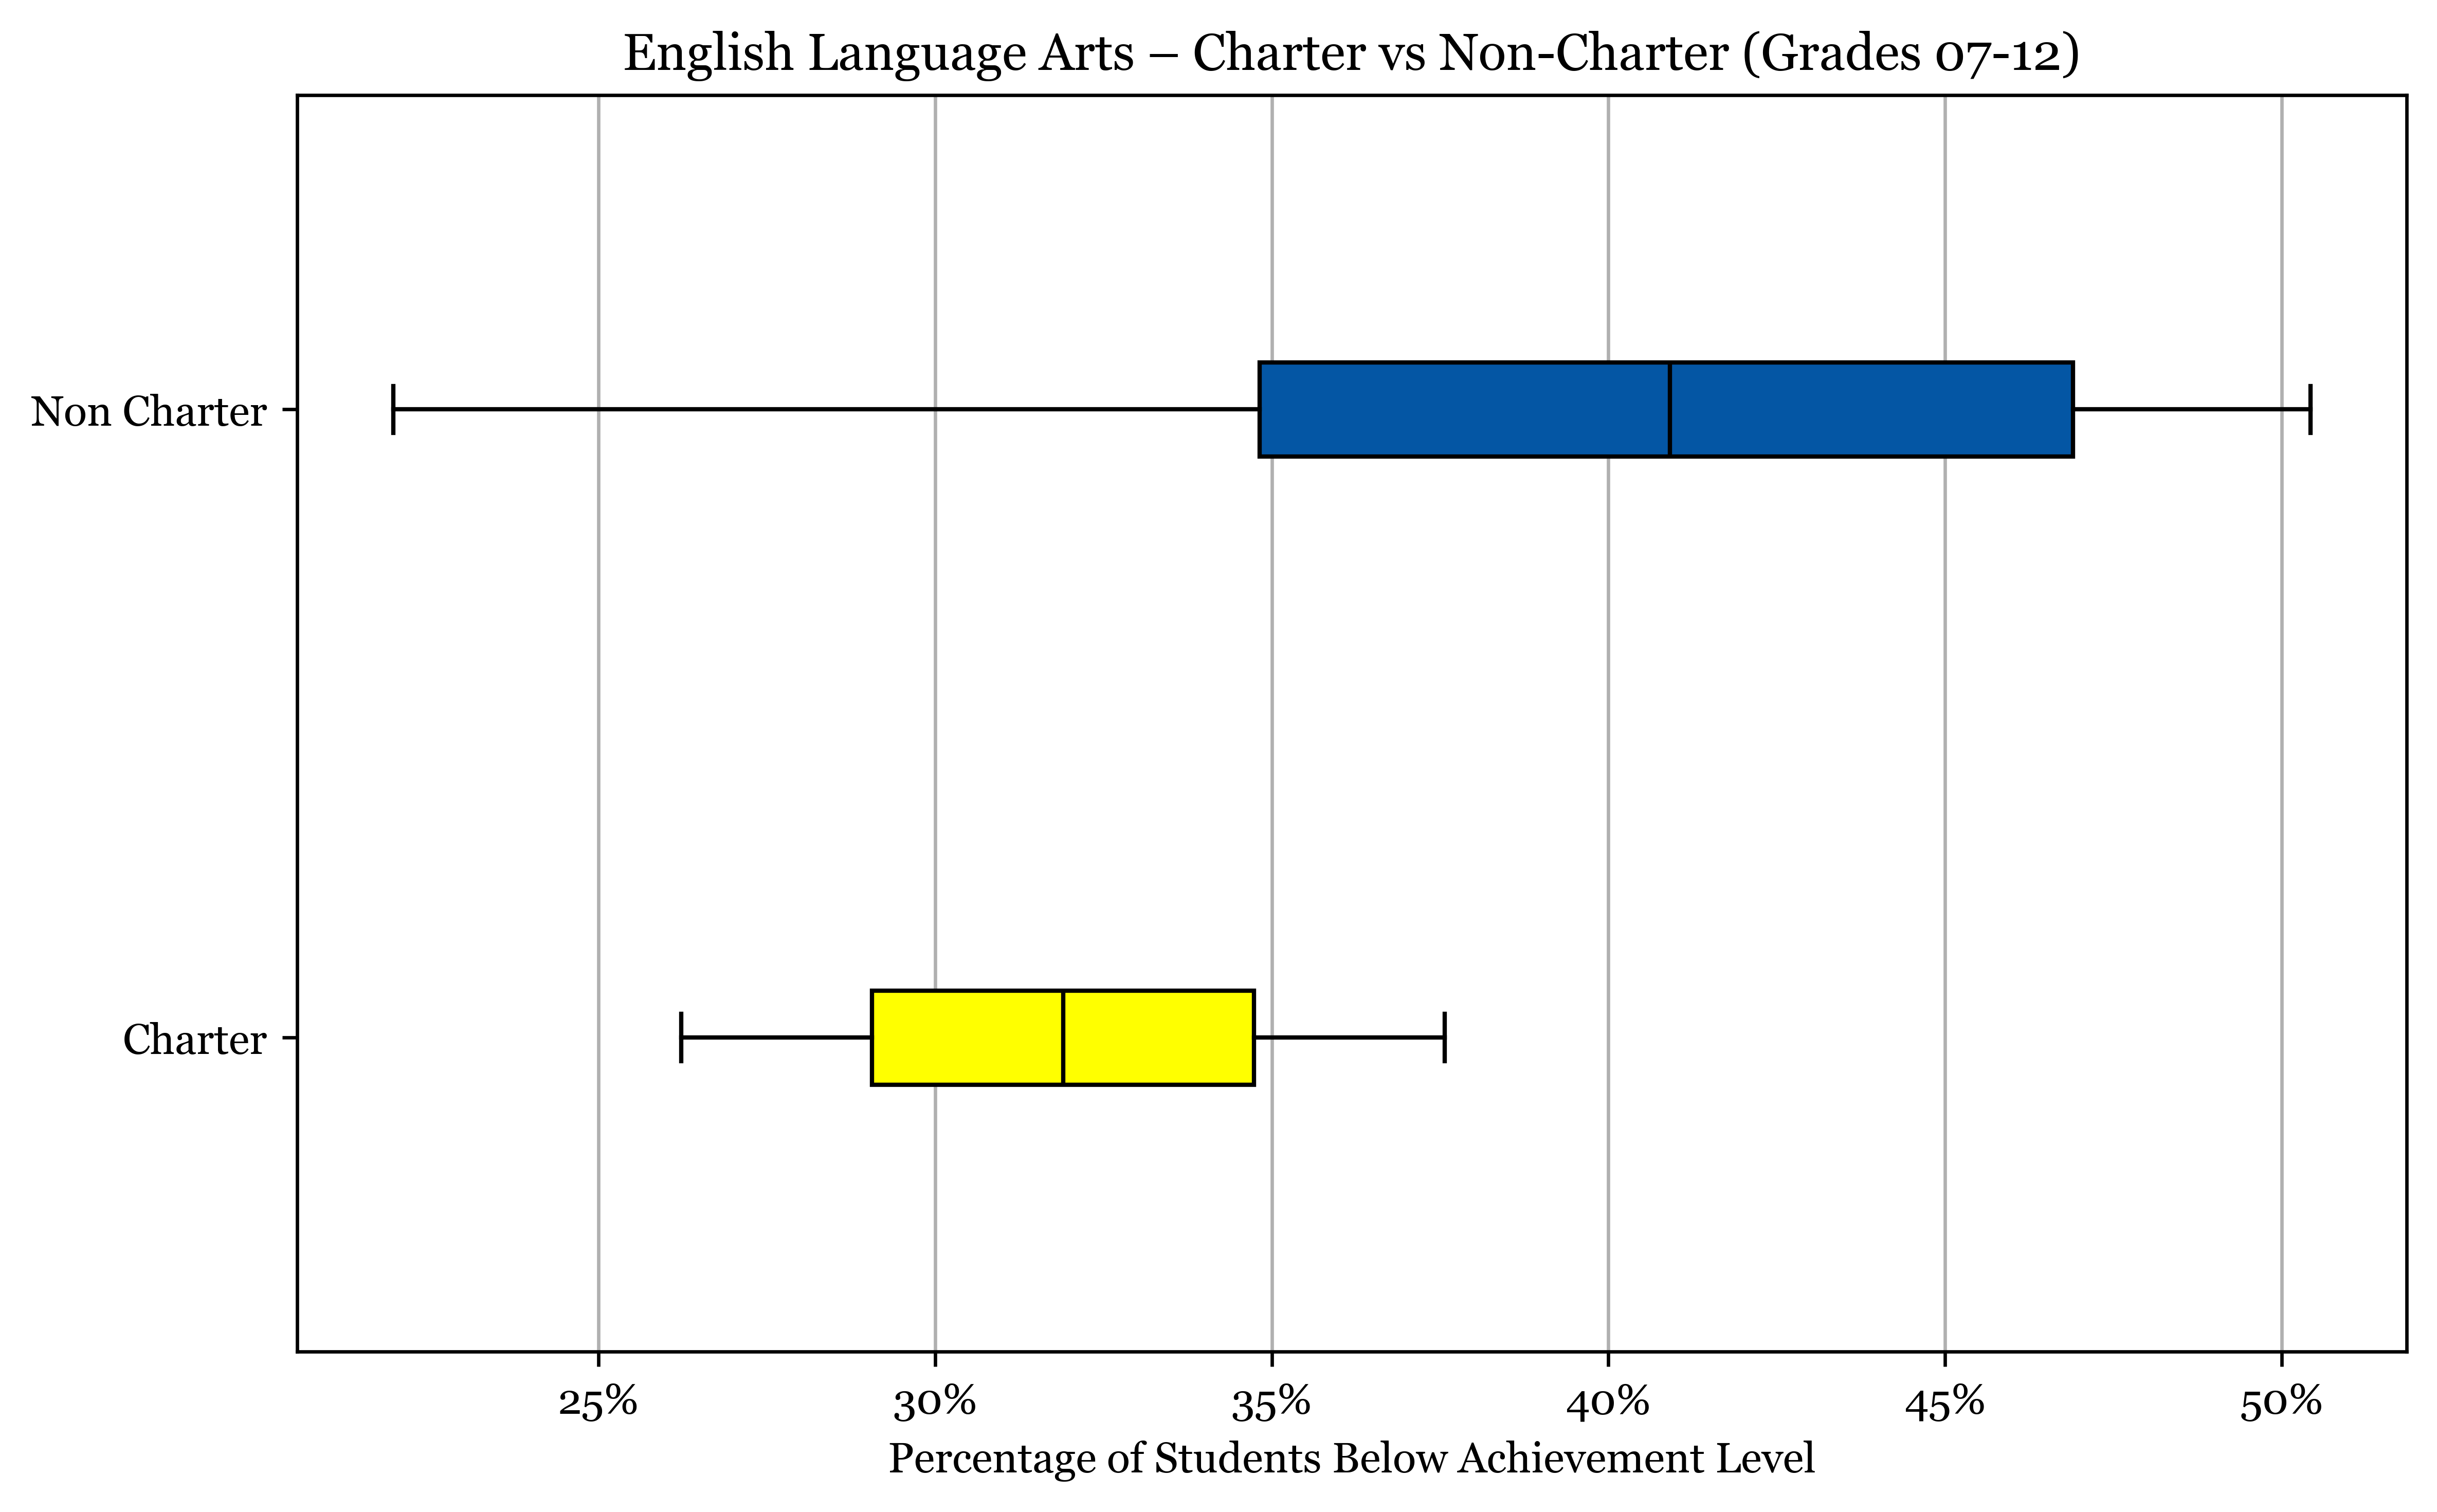 English Language Arts – Charter vs Non-Charter (Grades 07-12)
Non Charter
Charter
25% 30% 35% 40% 45% 50%
Percentage of Students Below Achievement Level